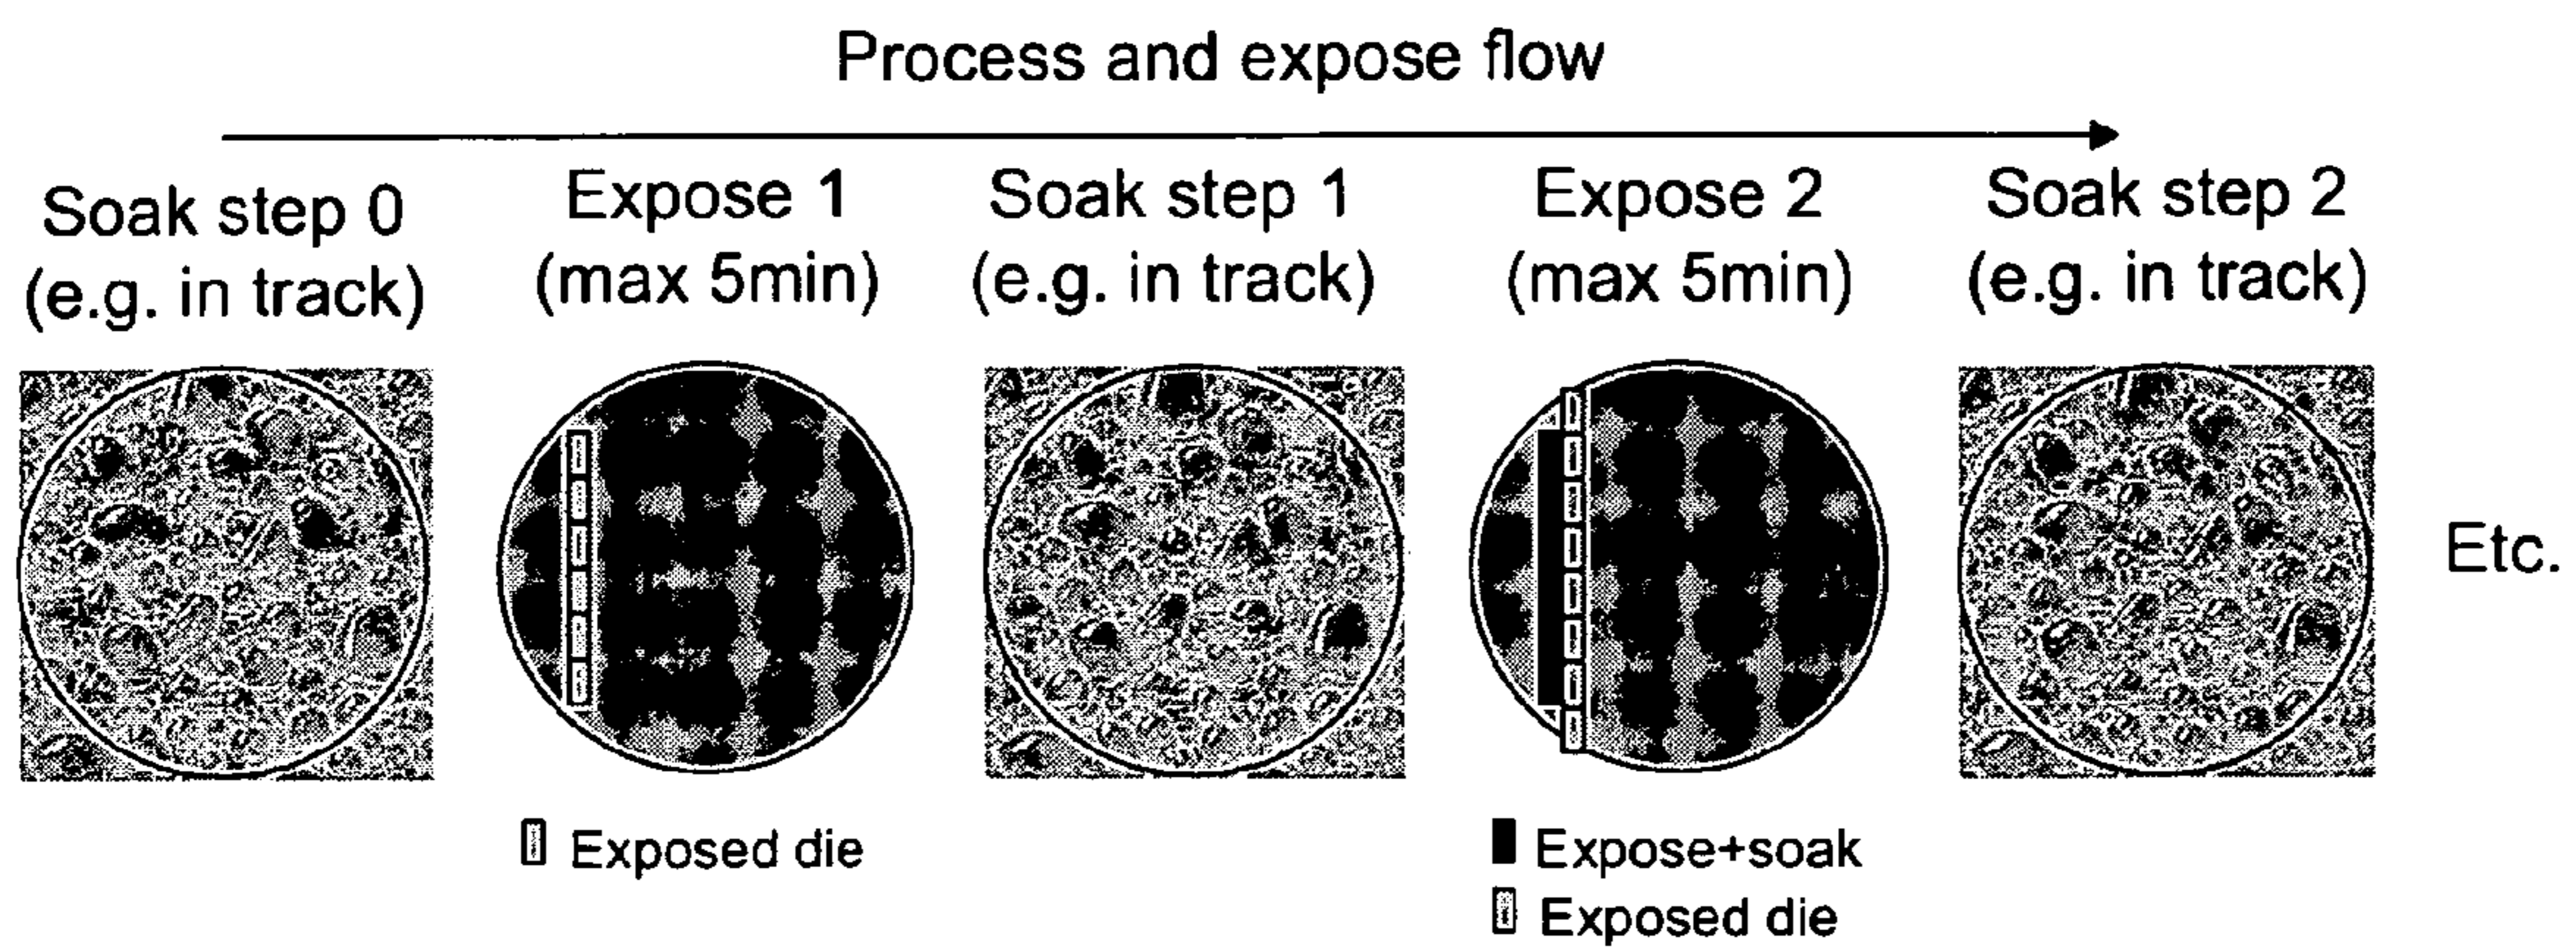 Process and expose flow
Soak step 0
(e.g. in track)
Expose 1
(max 5min)
Soak step 1
(e.g. in track)
Expose 2
(max 5min)
Soak step 2
(e.g. in track)
Etc.
Exposed die
Expose+soak
Exposed die